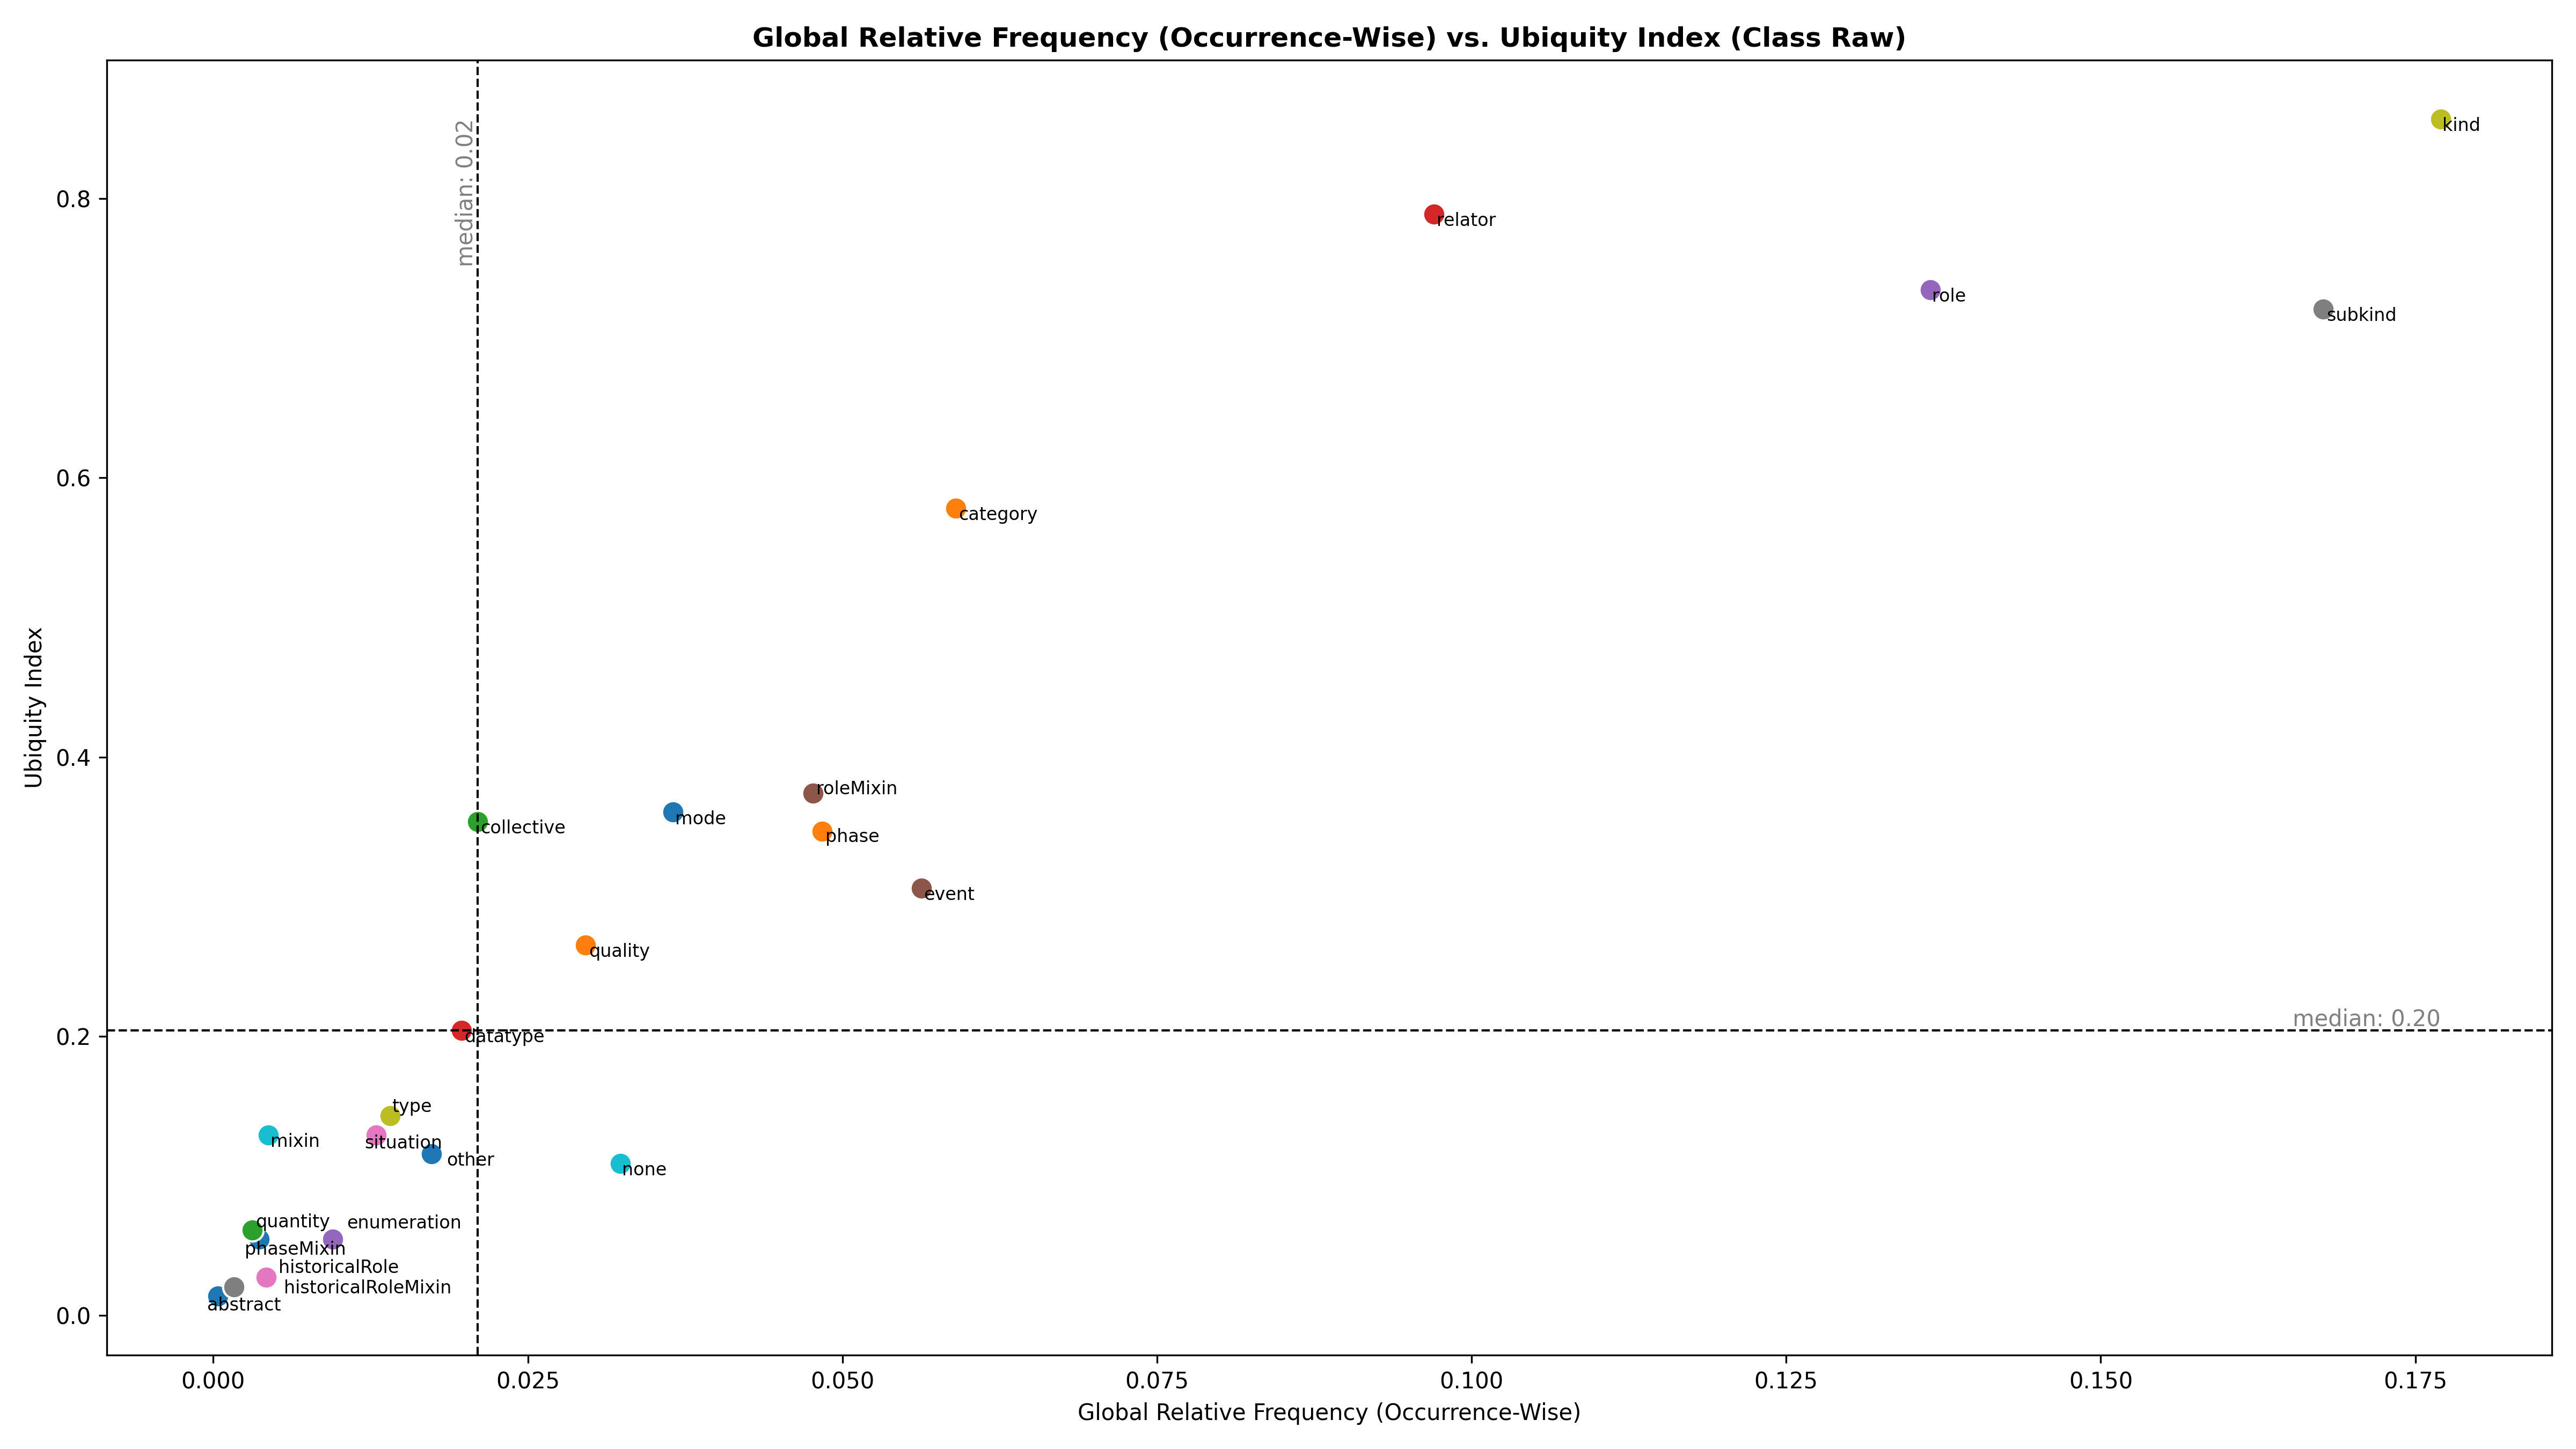 Global Relative Frequency (Occurrence-Wise) vs. Ubiquity Index (Class Raw)
median: 0.02
kind
0.8
relator
role
subkind
0.6
category
Ubiquity Index
0.4
roleMixin
mode
collective
phase
event
quality
median: 0.20
0.2
datatype
type
mixin
situation
other
none
quantity
enumeration
phaseMixin
historicalRole
historicalRoleMixin
abstract
0.0
0.000
0.025
0.050
0.075
0.100
0.125
0.150
0.175
Global Relative Frequency (Occurrence-Wise)